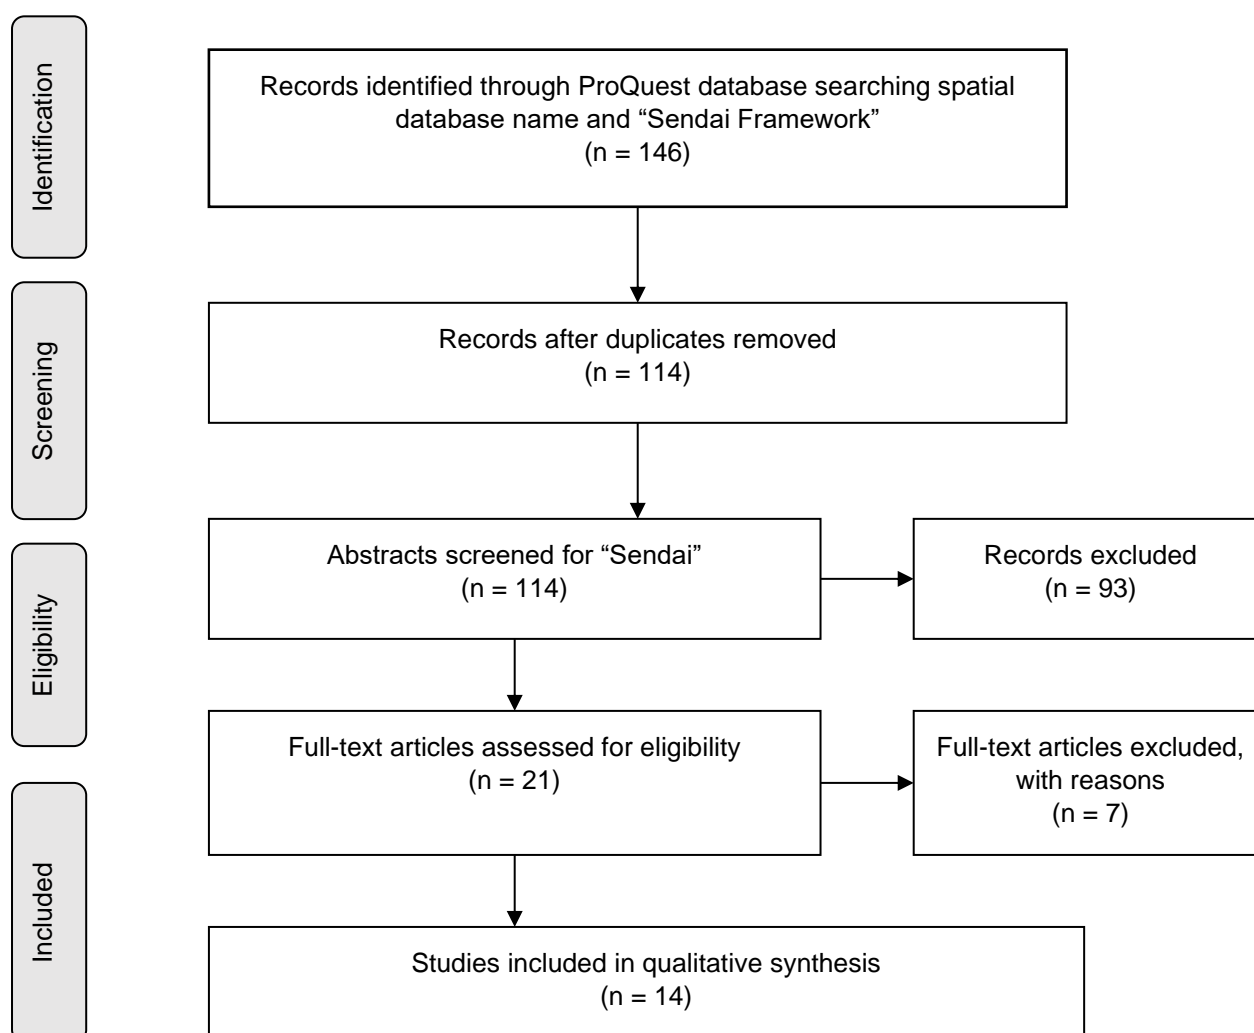 Identification
Records identified through ProQuest database searching spatial
database name and “Sendai Framework”
(n = 146)
Screening
Records after duplicates removed
(n = 114)
Abstracts screened for “Sendai”
(n = 114)
Records excluded
(n = 93)
Eligibility
Full-text articles assessed for eligibility
(n = 21)
Full-text articles excluded,
with reasons
(n = 7)
Included
Studies included in qualitative synthesis
(n = 14)